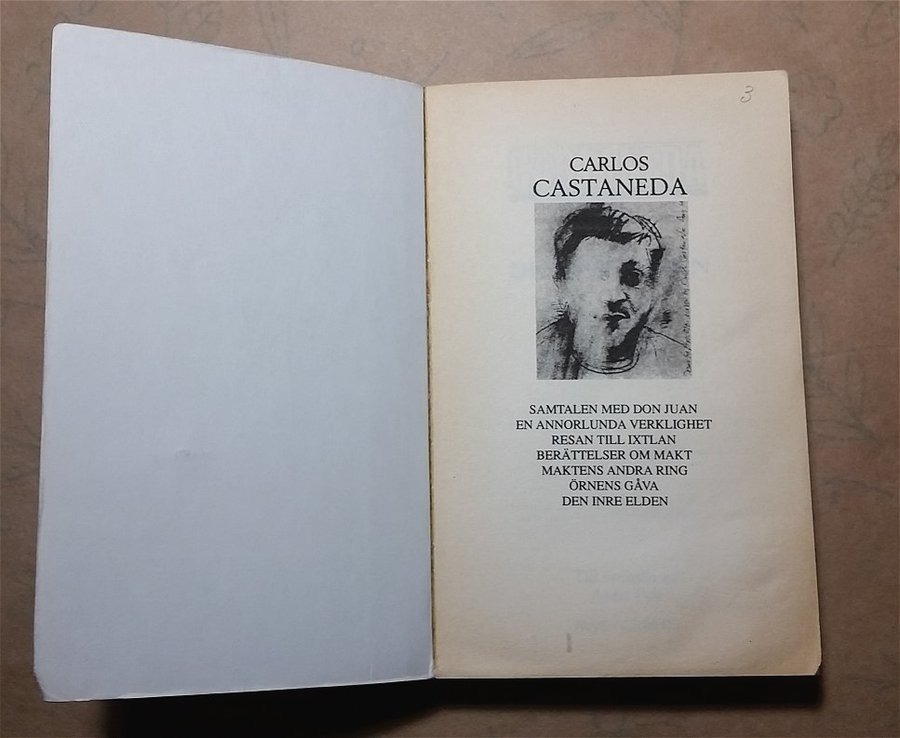 3
CARLOS
CASTANEDA
SAMTALEN MED DON JUAN
EN ANNORLUNDA VERKLIGHET
RESAN TILL IXTLAN
BERÄTTELSER OM MAKT
MAKTENS ANDRA RING
ÖRNENS GÅVA
DEN INRE ELDEN